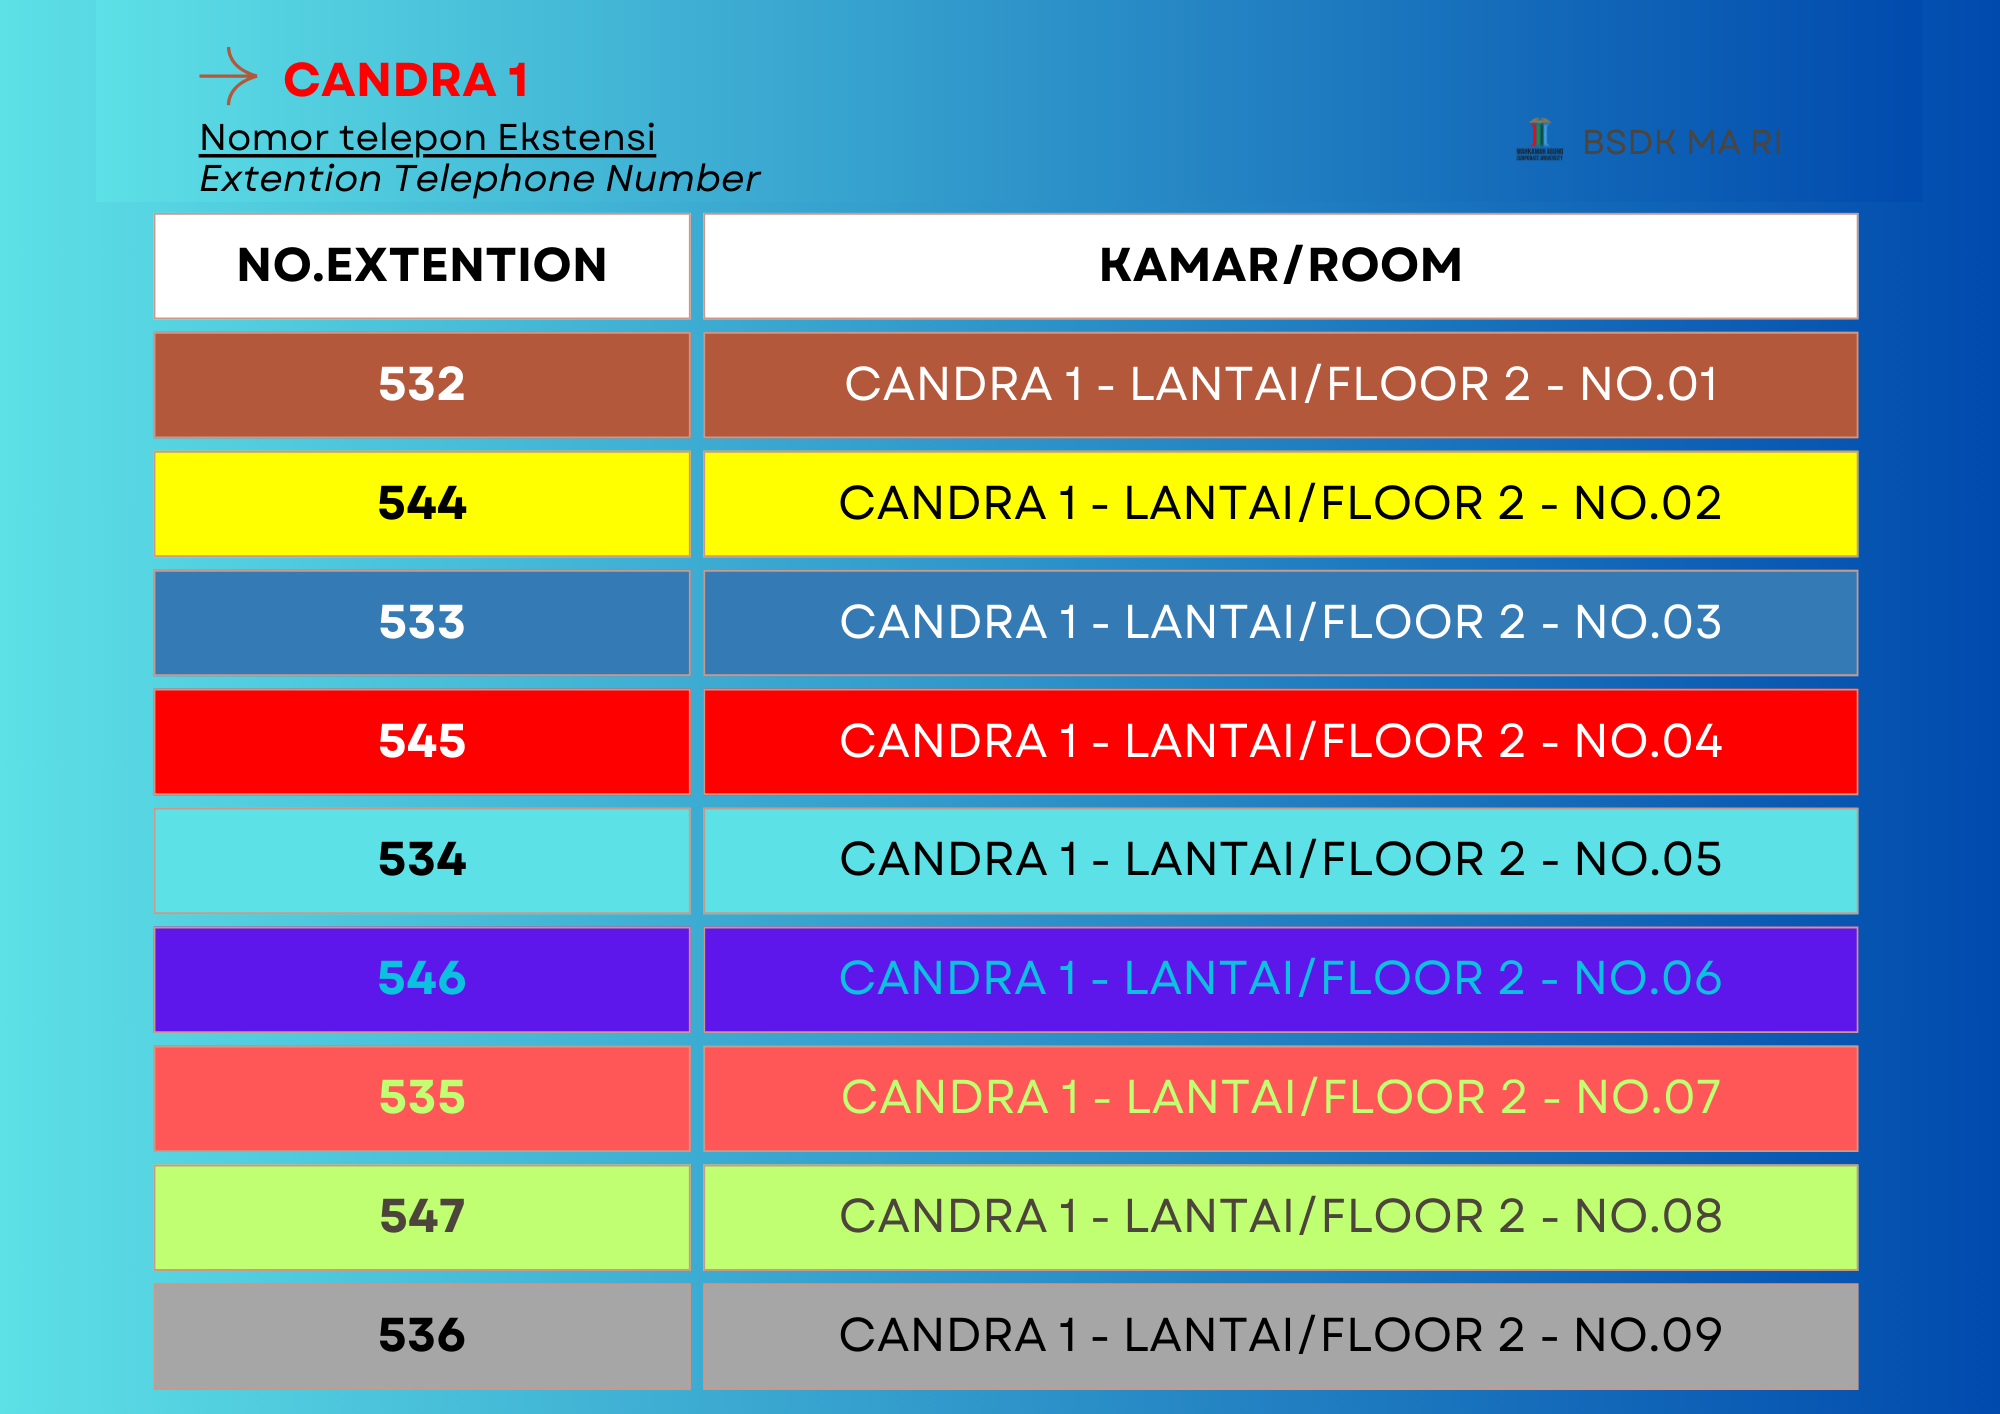 CANDRA 1
Nomor telepon Ekstensi
Extention Telephone Number
MAHKAMAH AGUNG
CORPORATE UNIVERSITY
BSDK MA RI
NO.EXTENTION KAMAR/ROOM
532 CANDRA 1 - LANTAI/FLOOR 2 - NO.01
544 CANDRA 1 - LANTAI/FLOOR 2 - NO.02
533 CANDRA 1 - LANTAI/FLOOR 2 - NO.03
545 CANDRA 1 - LANTAI/FLOOR 2 - NO.04
534 CANDRA 1 - LANTAI/FLOOR 2 - NO.05
546 CANDRA 1 - LANTAI/FLOOR 2 - NO.06
535 CANDRA 1 - LANTAI/FLOOR 2 - NO.07
547 CANDRA 1 - LANTAI/FLOOR 2 - NO.08
536 CANDRA 1 - LANTAI/FLOOR 2 - NO.09